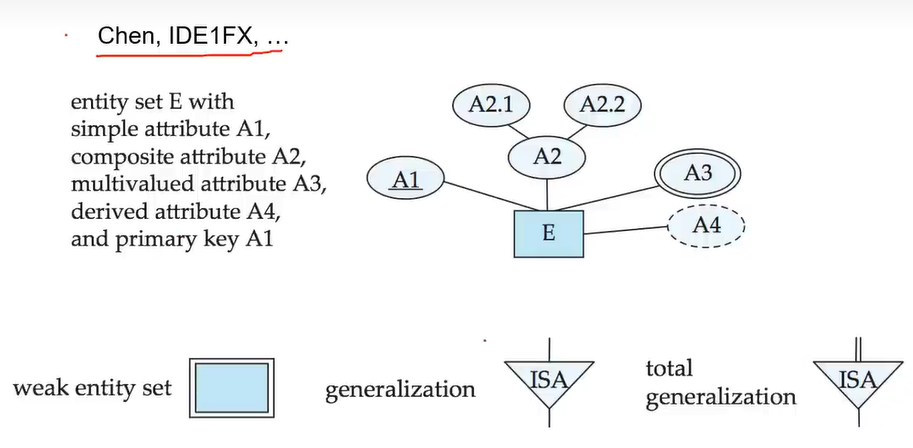 Chen, IDE1FX, ...
entity set E with
simple attribute A1,
composite attribute A2,
multivalued attribute A3,
derived attribute A4,
and primary key A1
A2.1
A2.2
A2
A1
A3
A4
E
weak entity set
generalization
ISA
total
generalization
ISA